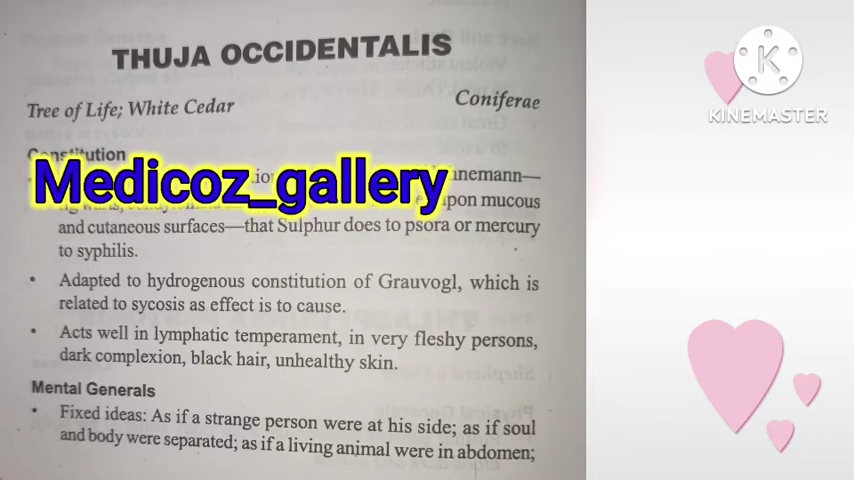 THUJA OCCIDENTALIS
Tree of Life; White Cedar
Coniferae
Constitution
Medicoz_gallery
upon mucous
and cutaneous surfaces—that Sulphur does to psora or mercury
to syphilis.
• Adapted to hydrogenous constitution of Grauvogl, which is
related to sycosis as effect is to cause.
• Acts well in lymphatic temperament, in very fleshy persons,
dark complexion, black hair, unhealthy skin.
Mental Generals
• Fixed ideas: As if a strange person were at his side; as if soul
and body were separated; as if a living animal were in abdomen;
K
KINEMASTER